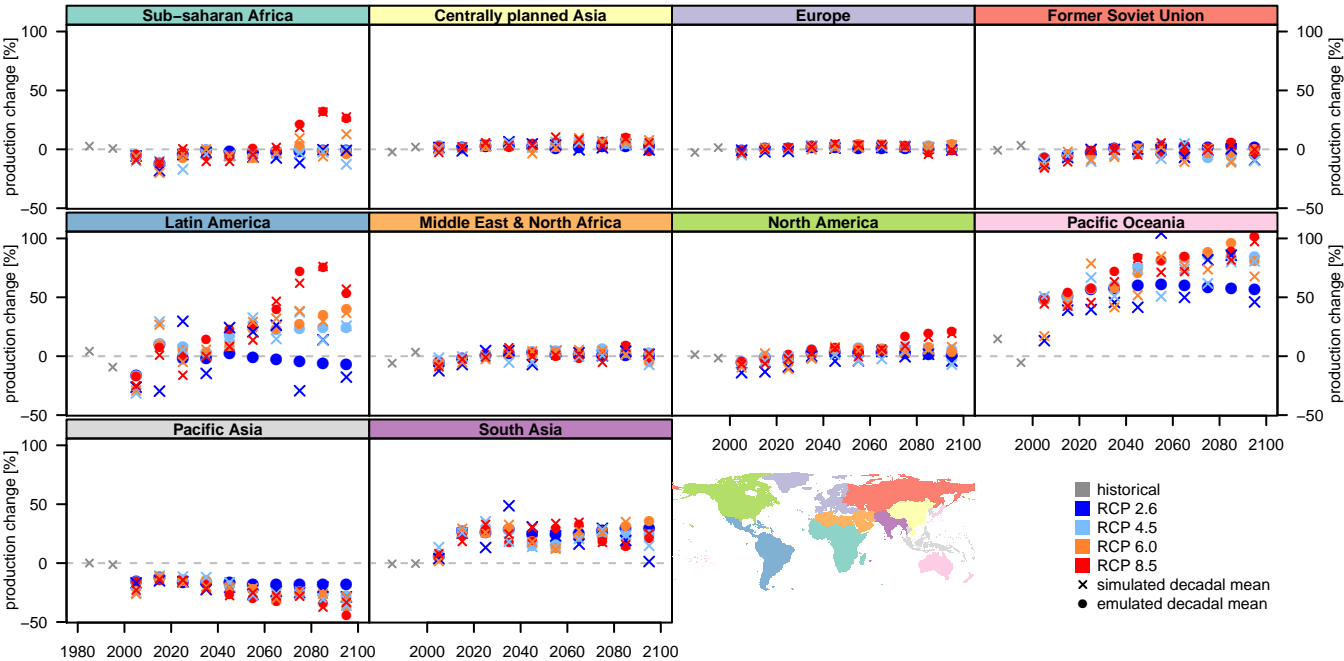 Sub−saharan Africa
Centrally planned Asia
Europe
Former Soviet Union
production change [%]
100
50
0
−50
100
50
0
−50
production change [%]
Latin America
Middle East & North Africa
North America
Pacific Oceania
production change [%]
100
50
0
−50
100
50
0
−50
production change [%]
2000 2020 2040 2060 2080 2100
2000 2020 2040 2060 2080 2100
Pacific Asia
South Asia
production change [%]
100
50
0
−50
1980 2000 2020 2040 2060 2080 2100
2000 2020 2040 2060 2080 2100
historical
RCP 2.6
RCP 4.5
RCP 6.0
RCP 8.5
simulated decadal mean
emulated decadal mean